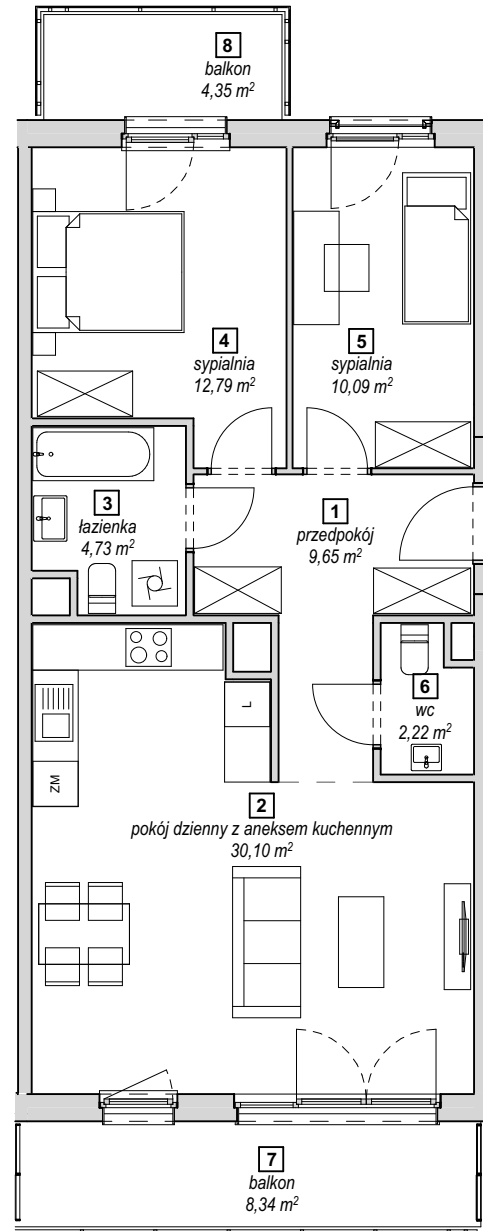 8
balkon
4,35 m²
4
sypialnia
12,79 m²
5
sypialnia
10,09 m²
3
łazienka
4,73 m²
1
przedpokój
9,65 m²
6
wc
2,22 m²
L
ZM
2
pokój dzienny z aneksem kuchennym
30,10 m²
7
balkon
8,34 m²